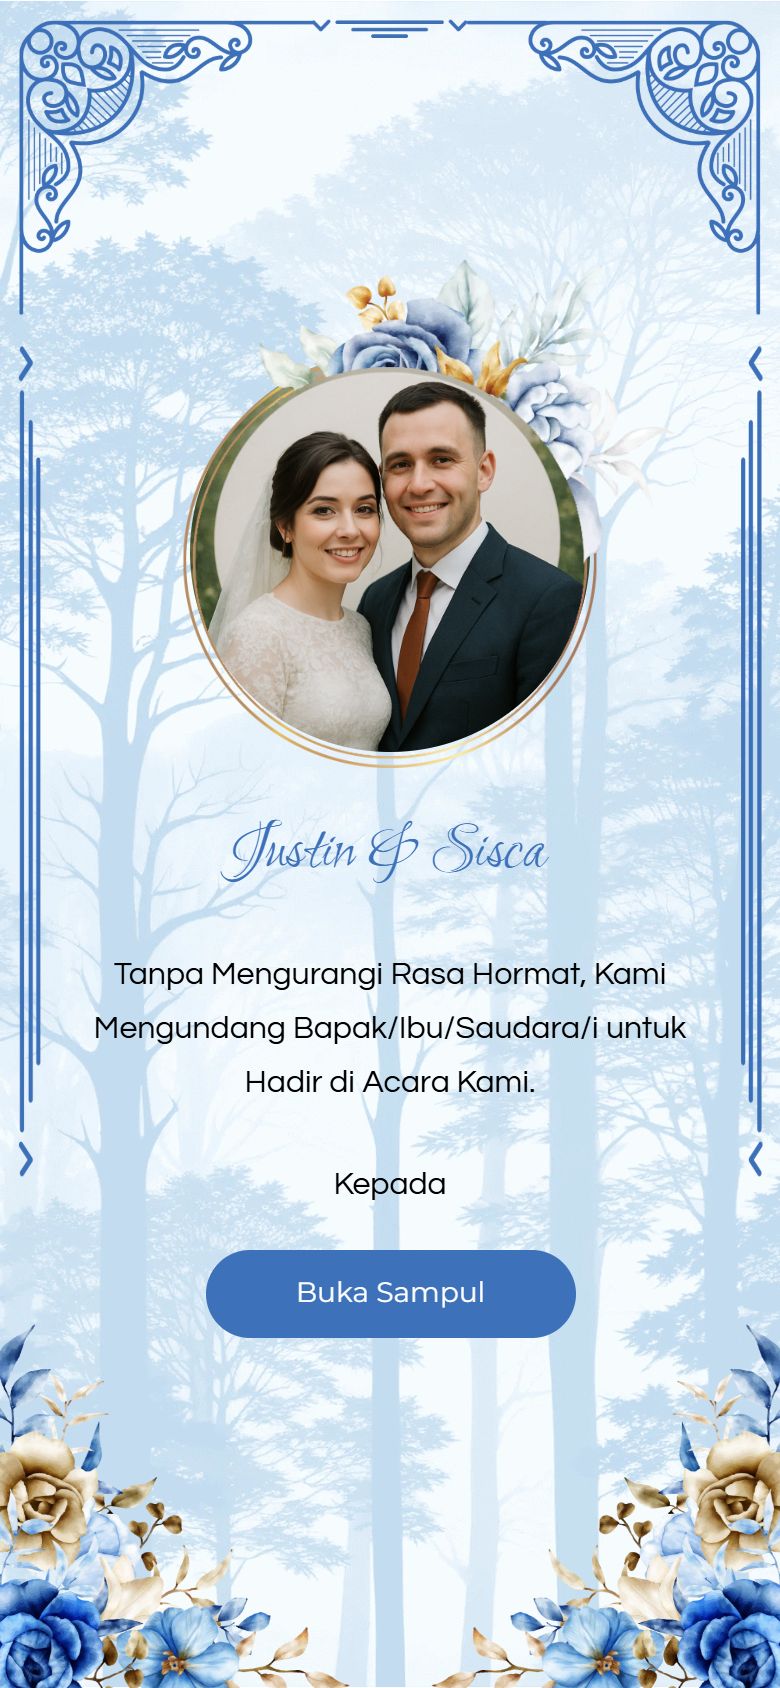 Justin & Sisca
Tanpa Mengurangi Rasa Hormat, Kami
Mengundang Bapak/Ibu/Saudara/i untuk
Hadir di Acara Kami.
Kepada
Buka Sampul